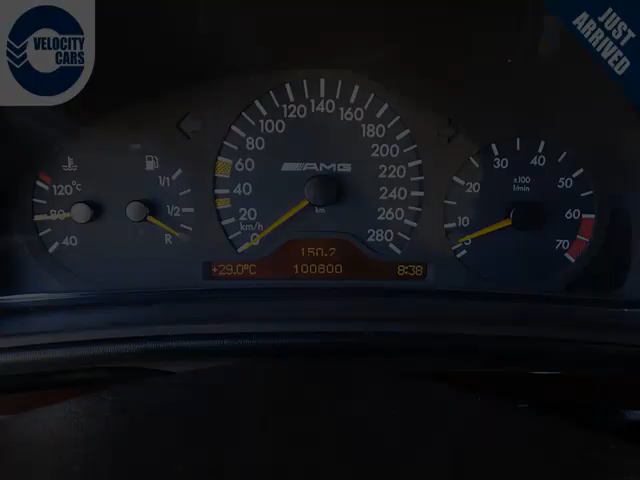 VELOCITY
CARS
JUST
ARRIVED
120°C
80
40
1/1
1/2
R
0
20
40
60
80
100
120
140
160
180
200
220
240
260
280
AMG
km/h
km
150.7
+29.0°C
100800
8:38
5
10
20
30
40
50
60
70
x100
1/min